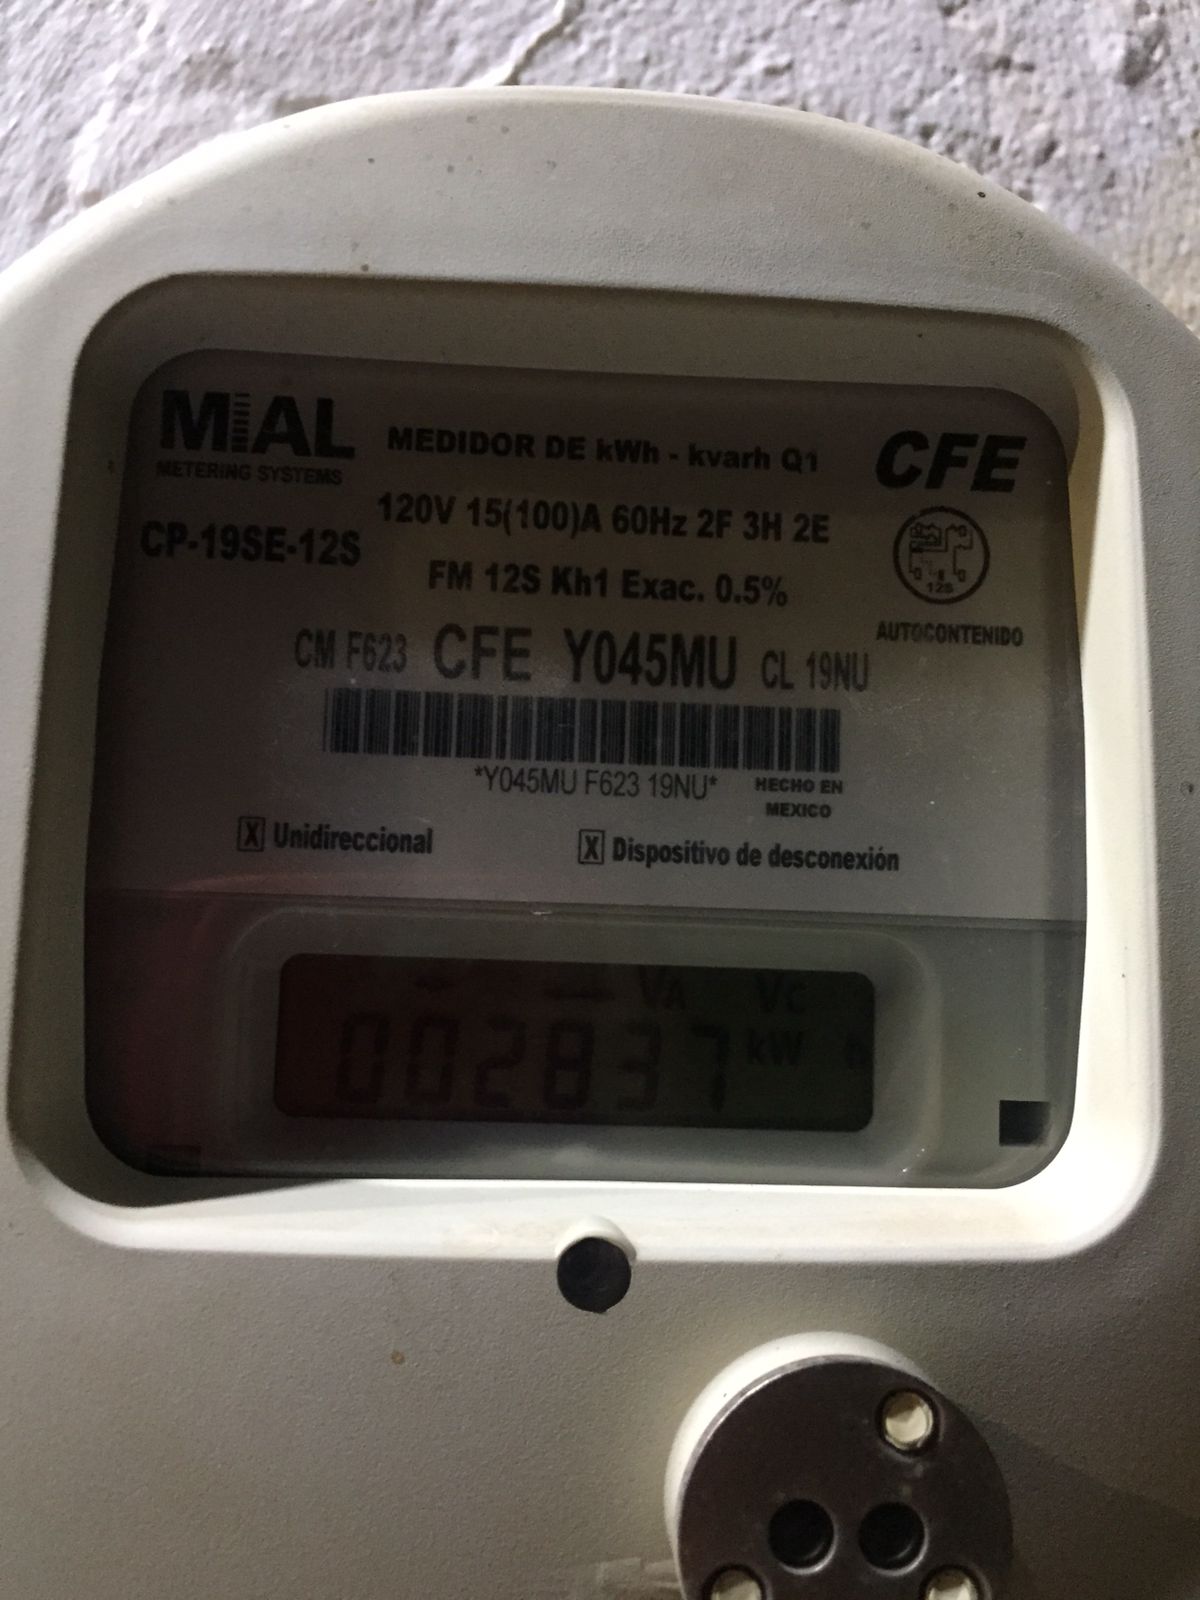 MIAL
METERING SYSTEMS
MEDIDOR DE kWh - kvarh Q1
CFE
120V 15(100)A 60Hz 2F 3H 2E
CP-19SE-12S
FM 12S Kh1 Exac. 0.5%
12S
AUTOCONTENIDO
CM F623 CFE Y045MU CL 19NU
*Y045MU F623 19NU*
HECHO EN
MEXICO
X Unidireccional
X Dispositivo de desconexión
VA VC
002837 kW h